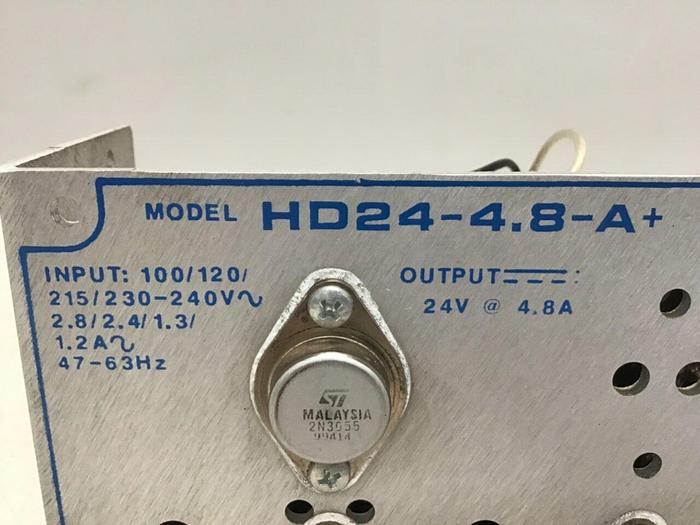 MODEL HD24-4.8-A+
INPUT: 100/120/
215/230-240V∿
2.8/2.4/1.3/
1.2A∿
47-63Hz
OUTPUT⎓:
24V @ 4.8A
ST
MALAYSIA
2N3055
99414